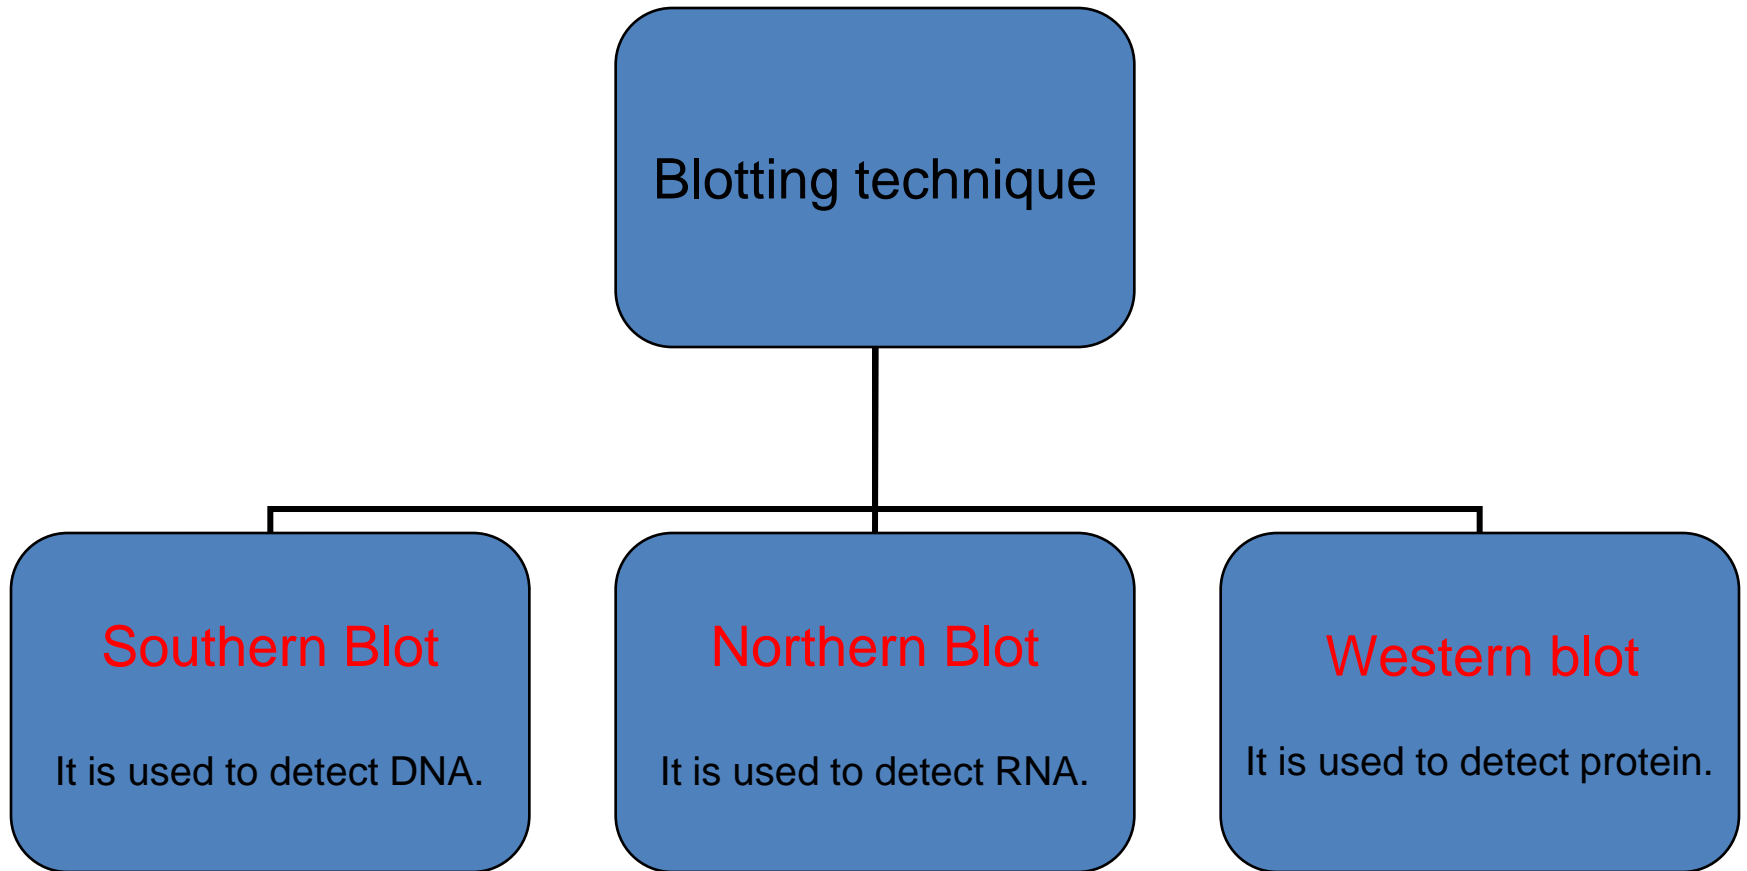 Blotting technique
Southern Blot
It is used to detect DNA.
Northern Blot
It is used to detect RNA.
Western blot
It is used to detect protein.